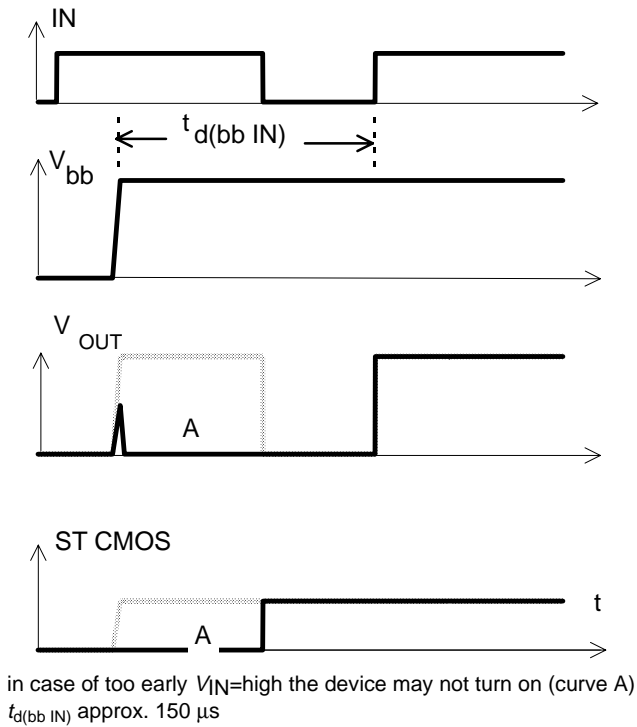 IN
t d(bb IN)
V bb
V OUT
A
ST CMOS
t
A
in case of too early VIN=high the device may not turn on (curve A)
td(bb IN) approx. 150 μs